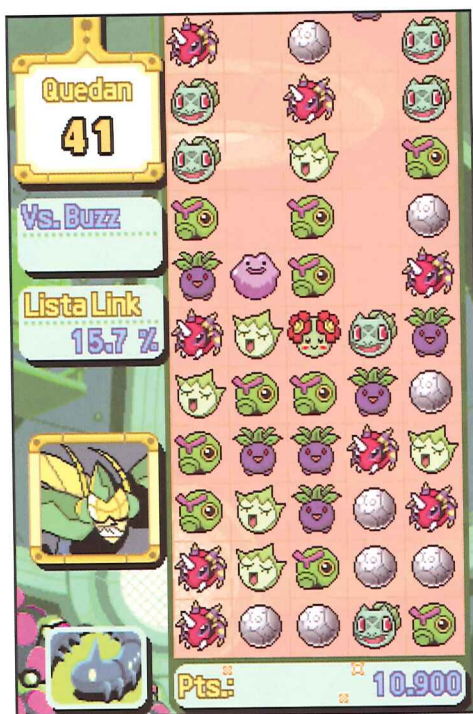 Quedan
41
Vs. Buzz
Lista Link
15.7 %
Pts.: 10.900